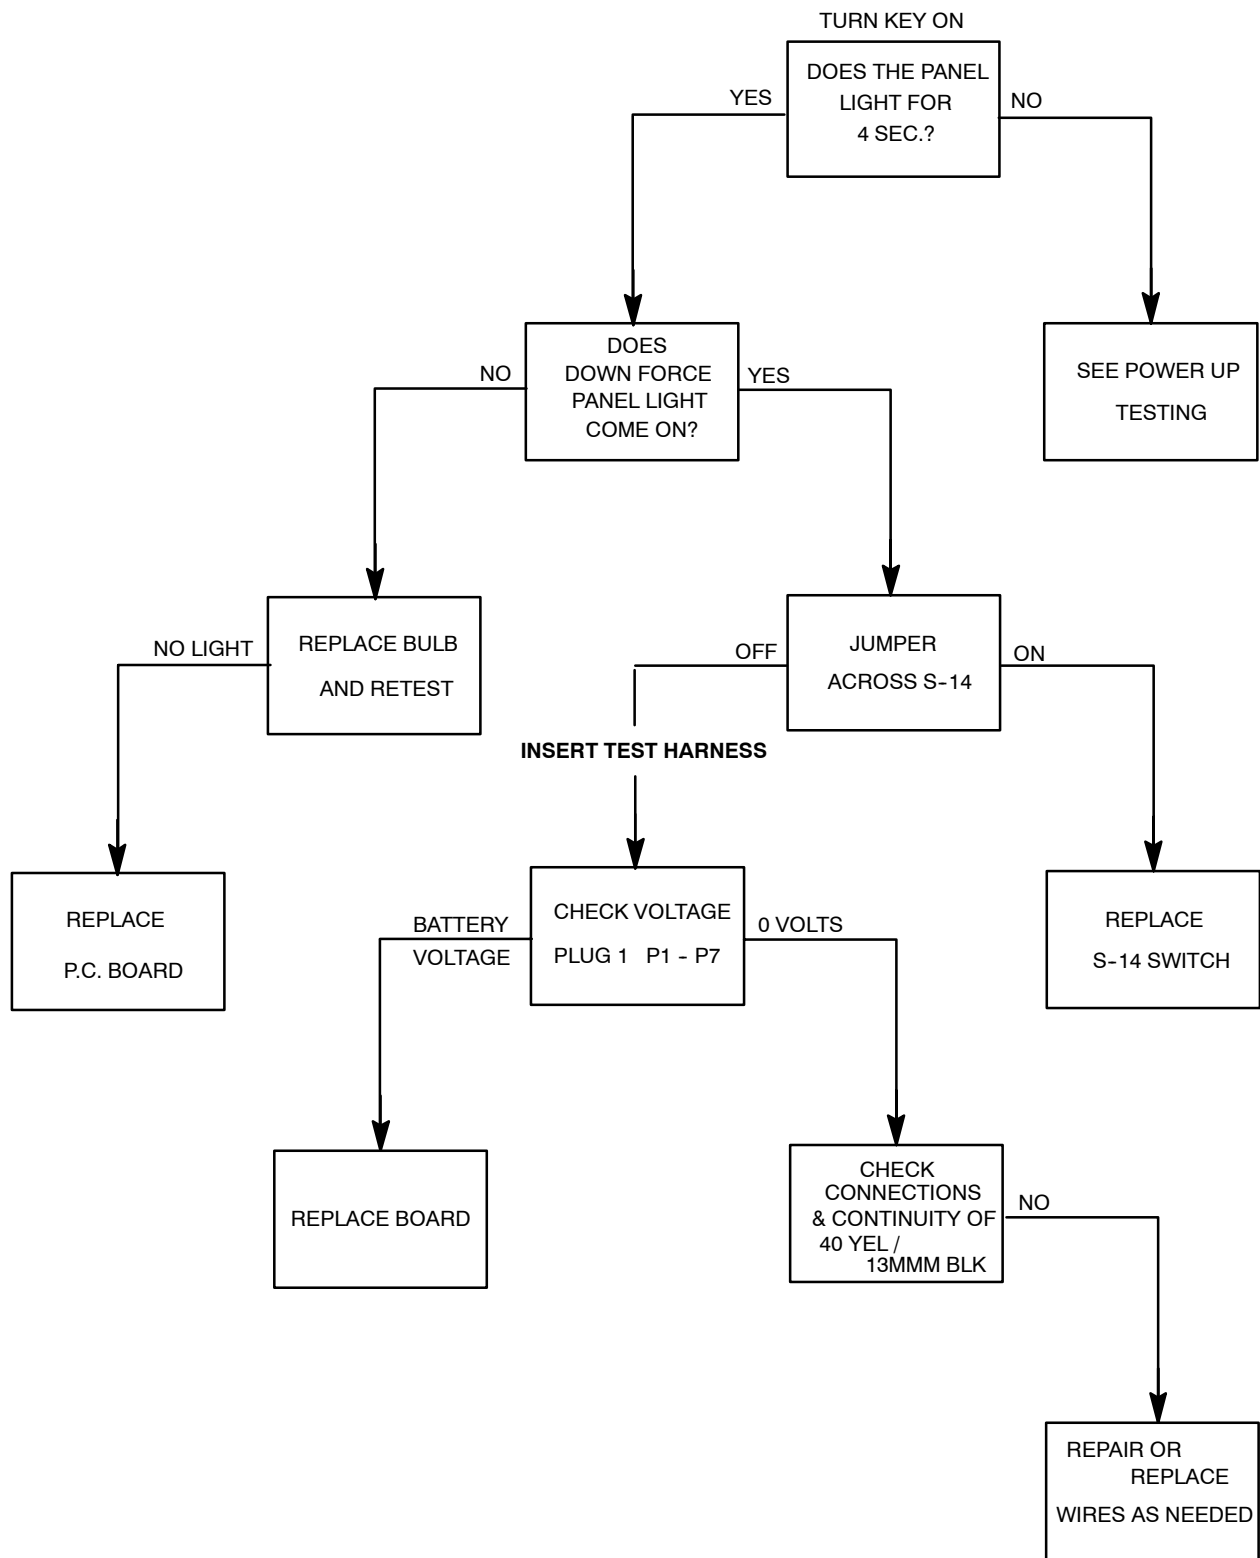 TURN KEY ON
DOES THE PANEL
LIGHT FOR
4 SEC.?
YES
NO
DOES
DOWN FORCE
PANEL LIGHT
COME ON?
NO
YES
SEE POWER UP
TESTING
REPLACE BULB
AND RETEST
NO LIGHT
JUMPER
ACROSS S-14
OFF
ON
INSERT TEST HARNESS
REPLACE
P.C. BOARD
CHECK VOLTAGE
PLUG 1 P1 - P7
BATTERY
VOLTAGE
0 VOLTS
REPLACE
S-14 SWITCH
REPLACE BOARD
CHECK
CONNECTIONS
& CONTINUITY OF
40 YEL /
13MMM BLK
NO
REPAIR OR
REPLACE
WIRES AS NEEDED